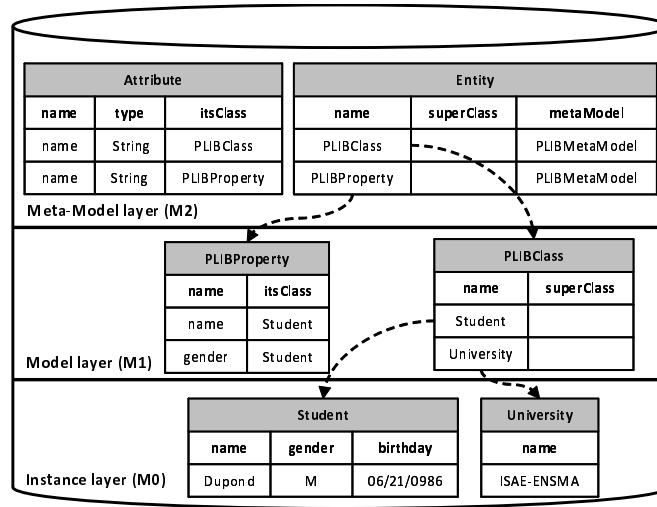 Attribute
name type itsClass
name String PLIBClass
name String PLIBProperty
Entity
name superClass metaModel
PLIBClass PLIBMetaModel
PLIBProperty PLIBMetaModel
Meta-Model layer (M2)
PLIBProperty
name itsClass
name Student
gender Student
PLIBClass
name superClass
Student
University
Model layer (M1)
Student
name gender birthday
Dupond M 06/21/0986
University
name
ISAE-ENSMA
Instance layer (M0)